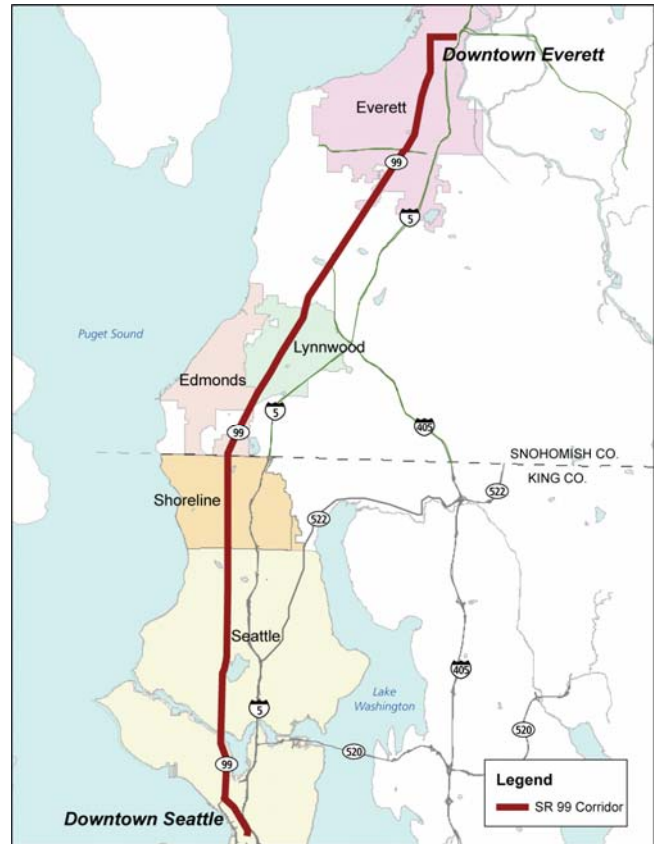 Downtown Everett
Everett
99
5
Puget Sound
Lynnwood
Edmonds
5
99
405
SNOHOMISH CO.
KING CO.
522
Shoreline
522
Seattle
405
Lake
Washington
5
520
520
99
Legend
SR 99 Corridor
Downtown Seattle